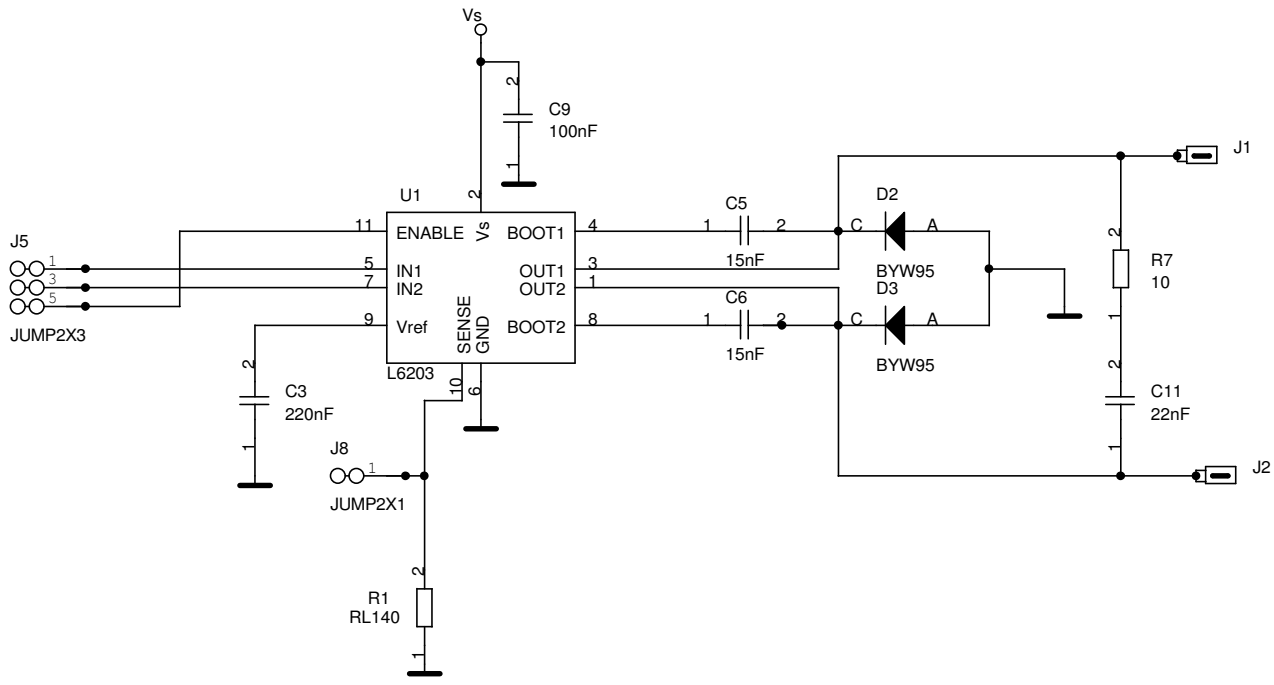 Vs
2
C9
100nF
1
J1
U1
2
C5
D2
11
ENABLE
Vs
BOOT1
4
1
2
C
A
2
R7
10
J5
15nF
1
5
IN1
OUT1
3
BYW95
3
7
IN2
OUT2
1
C6
D3
1
5
9
Vref
SENSE
GND
BOOT2
8
1
2
C
A
JUMP2X3
15nF
BYW95
2
L6203
10
6
2
C3
220nF
C11
22nF
1
1
J8
1
J2
JUMP2X1
2
R1
RL140
1